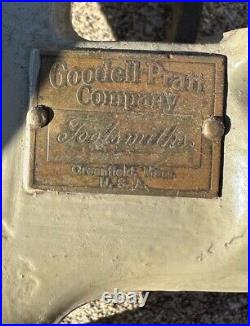 Goodell-Pratt
Company
Toolsmiths
Greenfield, Mass.
U.S.A.